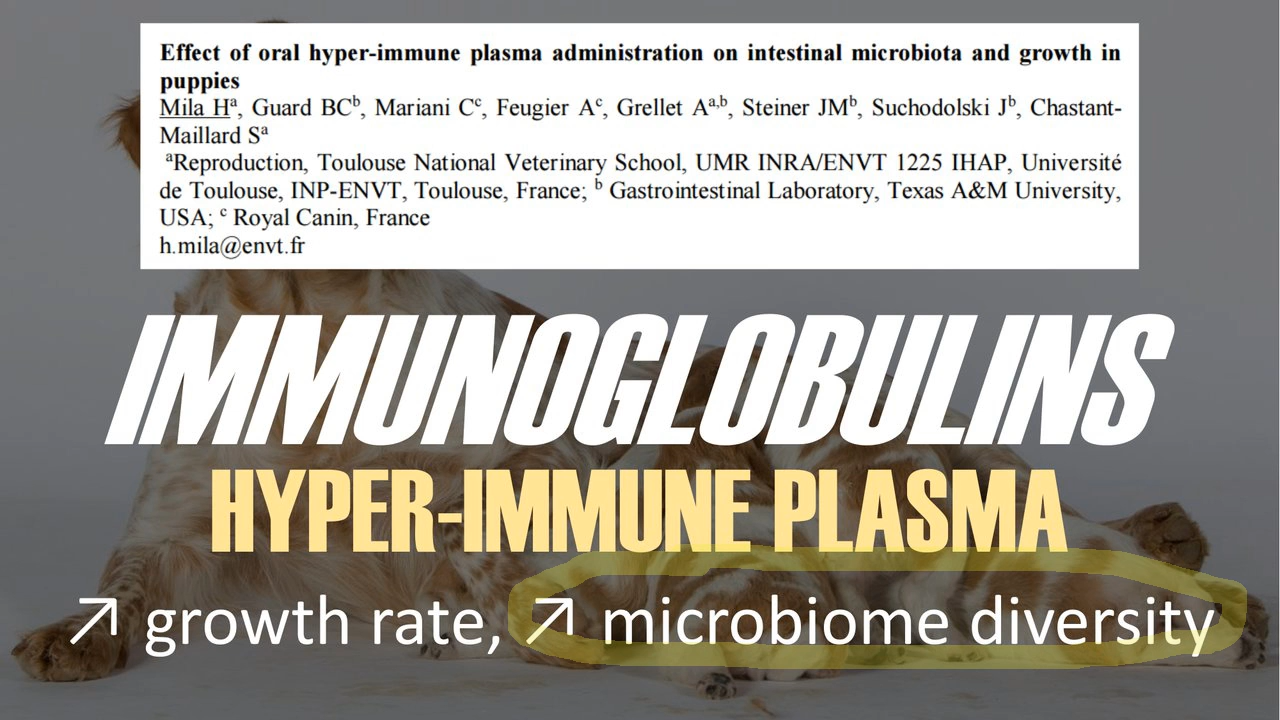 Effect of oral hyper-immune plasma administration on intestinal microbiota and growth in
puppies
Mila Hᵃ, Guard BCᵇ, Mariani Cᶜ, Feugier Aᶜ, Grellet Aᵃ,ᵇ, Steiner JMᵇ, Suchodolski Jᵇ, Chastant-
Maillard Sᵃ
ᵃReproduction, Toulouse National Veterinary School, UMR INRA/ENVT 1225 IHAP, Université
de Toulouse, INP-ENVT, Toulouse, France; ᵇ Gastrointestinal Laboratory, Texas A&M University,
USA; ᶜ Royal Canin, France
h.mila@envt.fr
IMMUNOGLOBULINS
HYPER-IMMUNE PLASMA
↗ growth rate, ↗ microbiome diversity